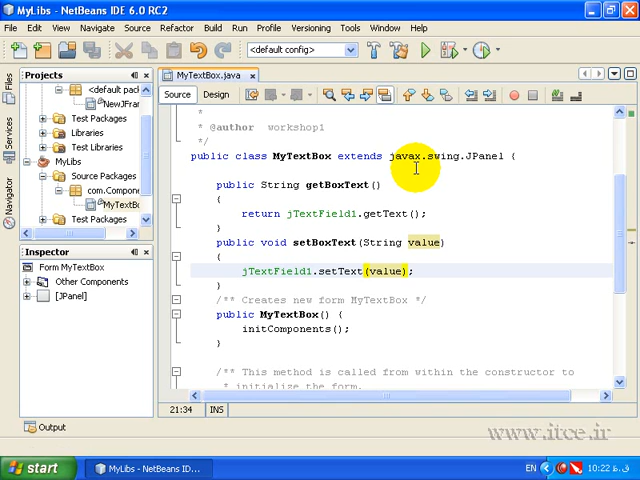 MyLibs - NetBeans IDE 6.0 RC2
File Edit View Navigate Source Refactor Build Run Profile Versioning Tools Window Help
<default config>
Projects
MyTextBox.java
Source Design
Files
Services
Navigator
<default pack
NewJFram
Test Packages
Libraries
Test Libraries
MyLibs
Source Packages
com.Compone
MyTextBo
Test Packages
Inspector
Form MyTextBox
Other Components
[JPanel]
*
* @author workshop1
*/
public class MyTextBox extends javax.swing.JPanel {
public String getBoxText()
{
return jTextField1.getText();
}
public void setBoxText(String value)
{
jTextField1.setText(value);
}
/** Creates new form MyTextBox */
public MyTextBox() {
initComponents();
}
/** This method is called from within the constructor to
* initialize the form.
21:34 INS
Output
www.itce.ir
start
MyLibs - NetBeans ID...
EN
10:22 ق.ظ